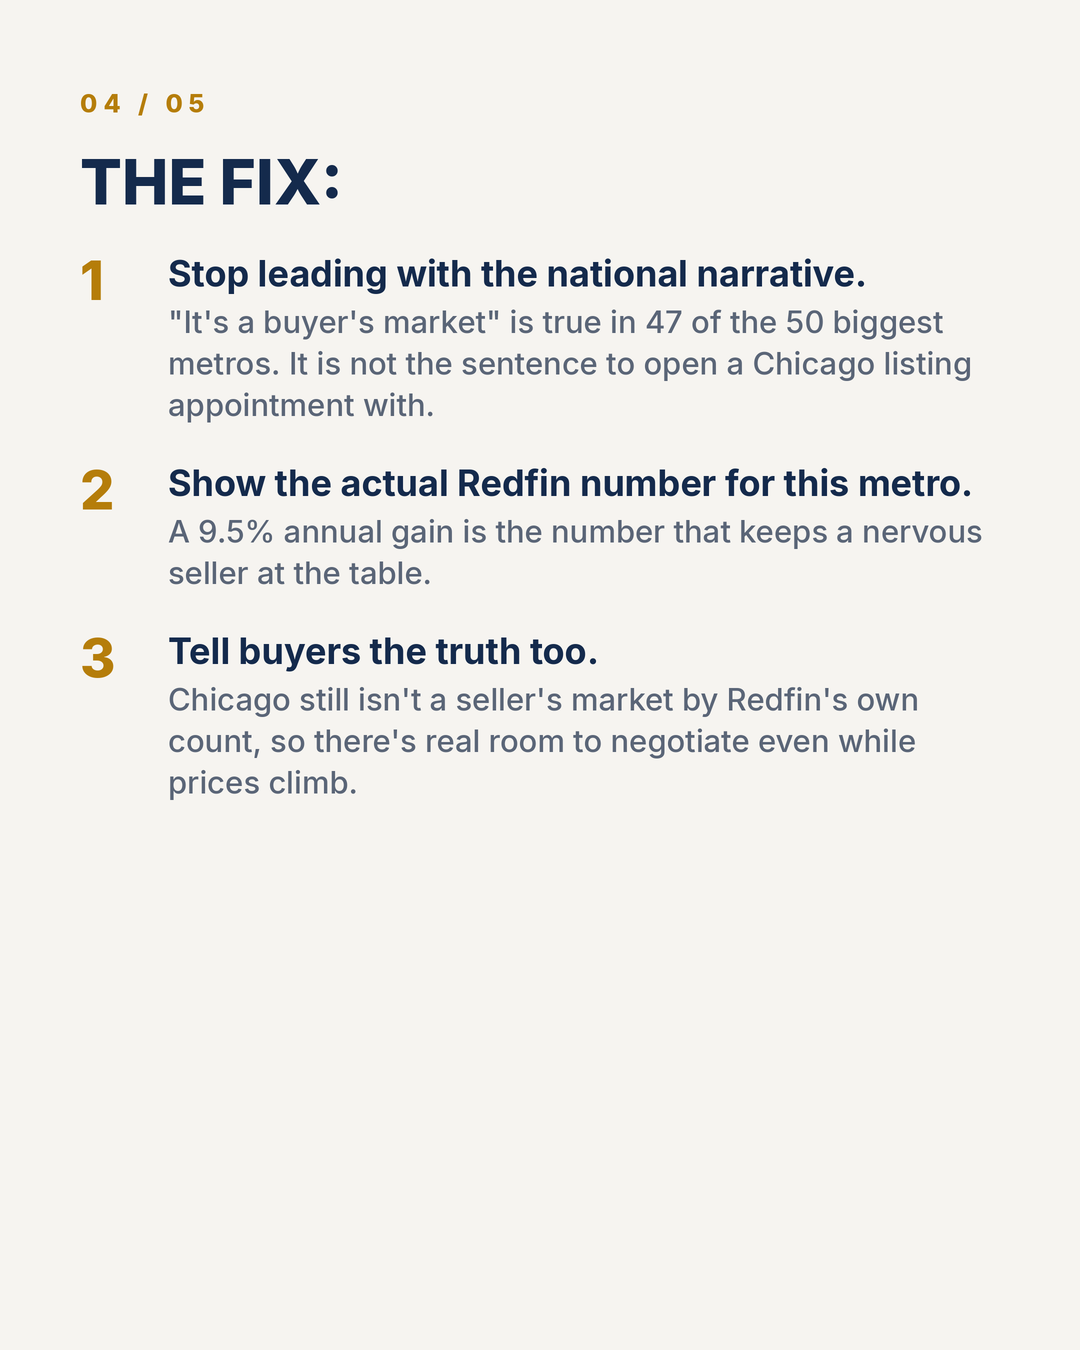 04 / 05
THE FIX:
1
Stop leading with the national narrative.
"It's a buyer's market" is true in 47 of the 50 biggest
metros. It is not the sentence to open a Chicago listing
appointment with.
2
Show the actual Redfin number for this metro.
A 9.5% annual gain is the number that keeps a nervous
seller at the table.
3
Tell buyers the truth too.
Chicago still isn't a seller's market by Redfin's own
count, so there's real room to negotiate even while
prices climb.